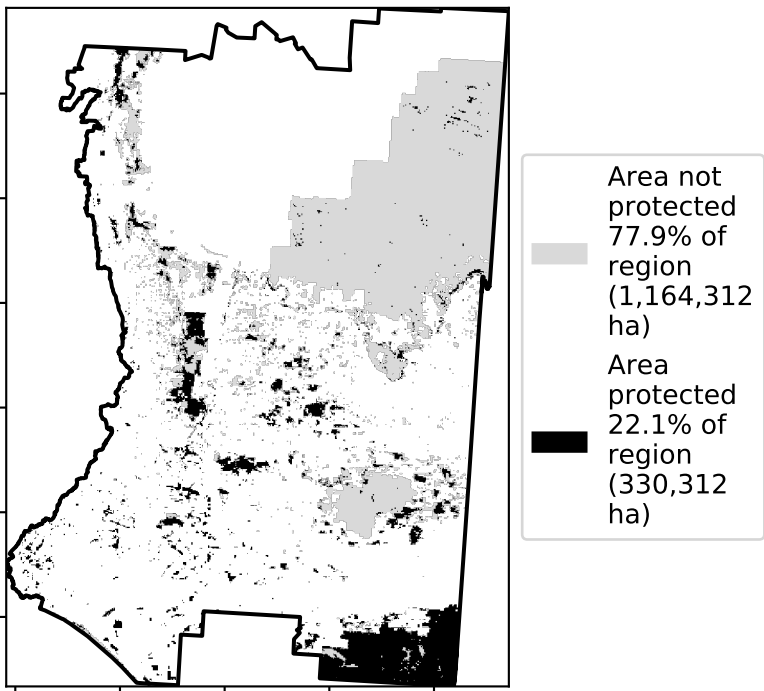 Area not
protected
77.9% of
region
(1,164,312
ha)
Area
protected
22.1% of
region
(330,312
ha)